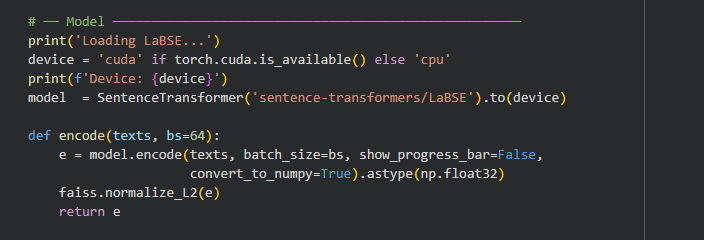 # — Model ——————————————————————————
print('Loading LaBSE...')
device = 'cuda' if torch.cuda.is_available() else 'cpu'
print(f'Device: {device}')
model  = SentenceTransformer('sentence-transformers/LaBSE').to(device)

def encode(texts, bs=64):
    e = model.encode(texts, batch_size=bs, show_progress_bar=False,
                     convert_to_numpy=True).astype(np.float32)
    faiss.normalize_L2(e)
    return e